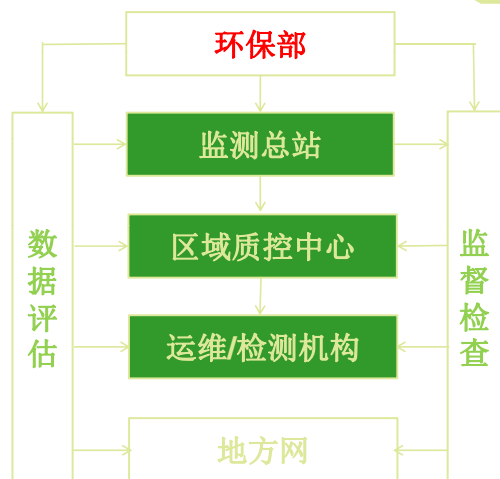 环保部
监测总站
区域质控中心
运维/检测机构
地方网
数据评估
监督检查